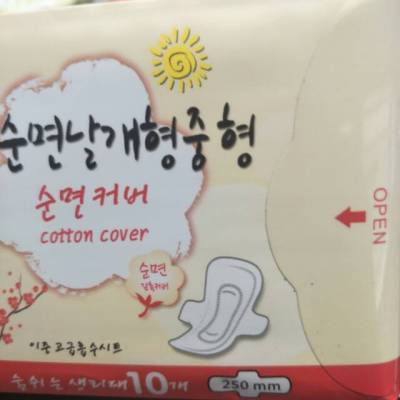 순면날개형중형
순면커버
cotton cover
순면
OPEN
이중고급흡수시트
숨쉬는생리대10개
250 mm